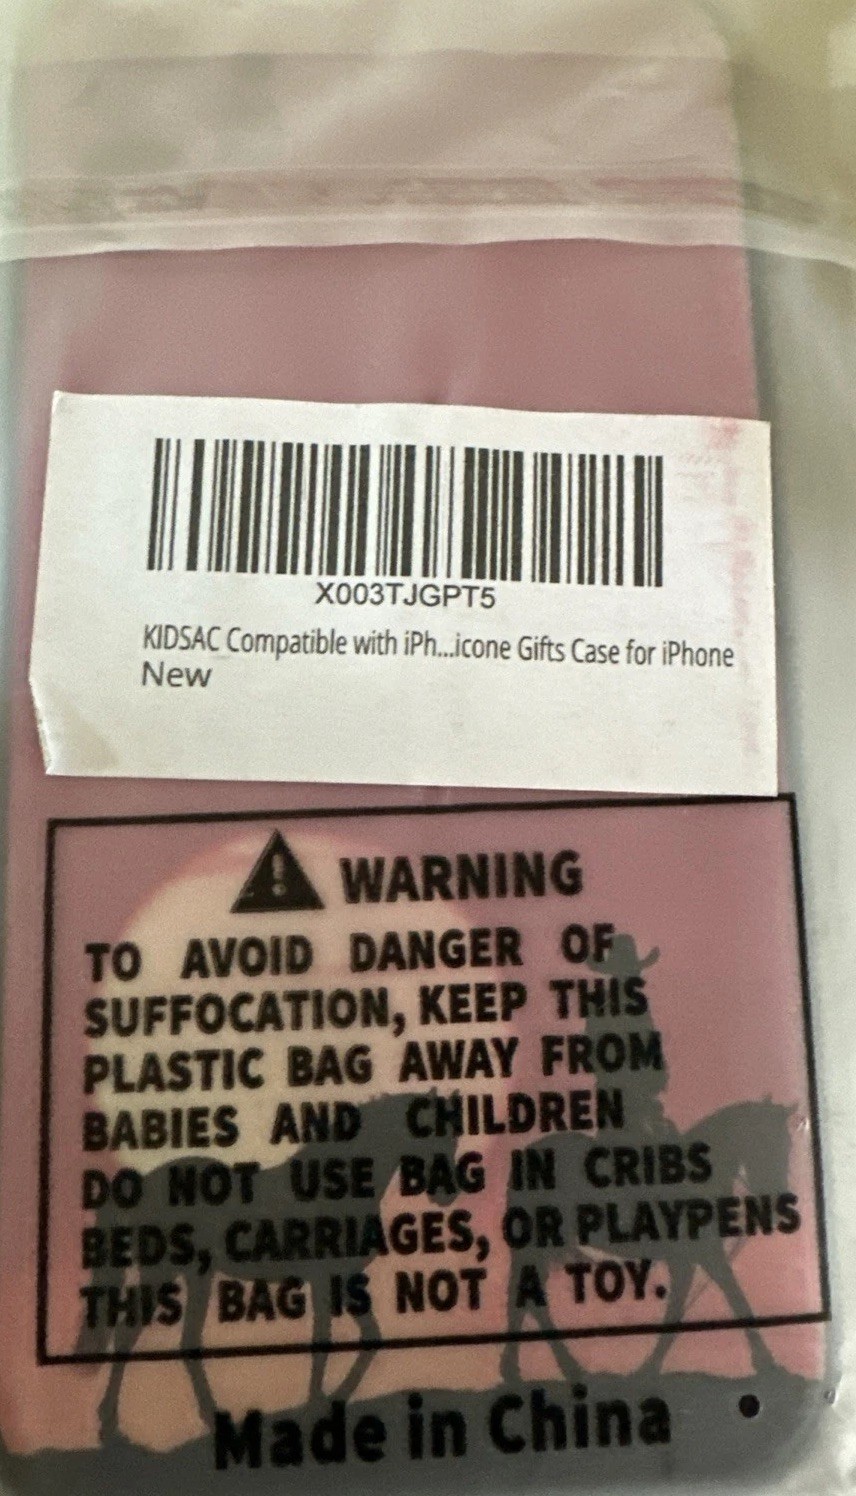 X003TJGPT5
KIDSAC Compatible with iPh...icone Gifts Case for iPhone
New
WARNING
TO AVOID DANGER OF
SUFFOCATION, KEEP THIS
PLASTIC BAG AWAY FROM
BABIES AND CHILDREN
DO NOT USE BAG IN CRIBS
BEDS, CARRIAGES, OR PLAYPENS
THIS BAG IS NOT A TOY.
Made in China